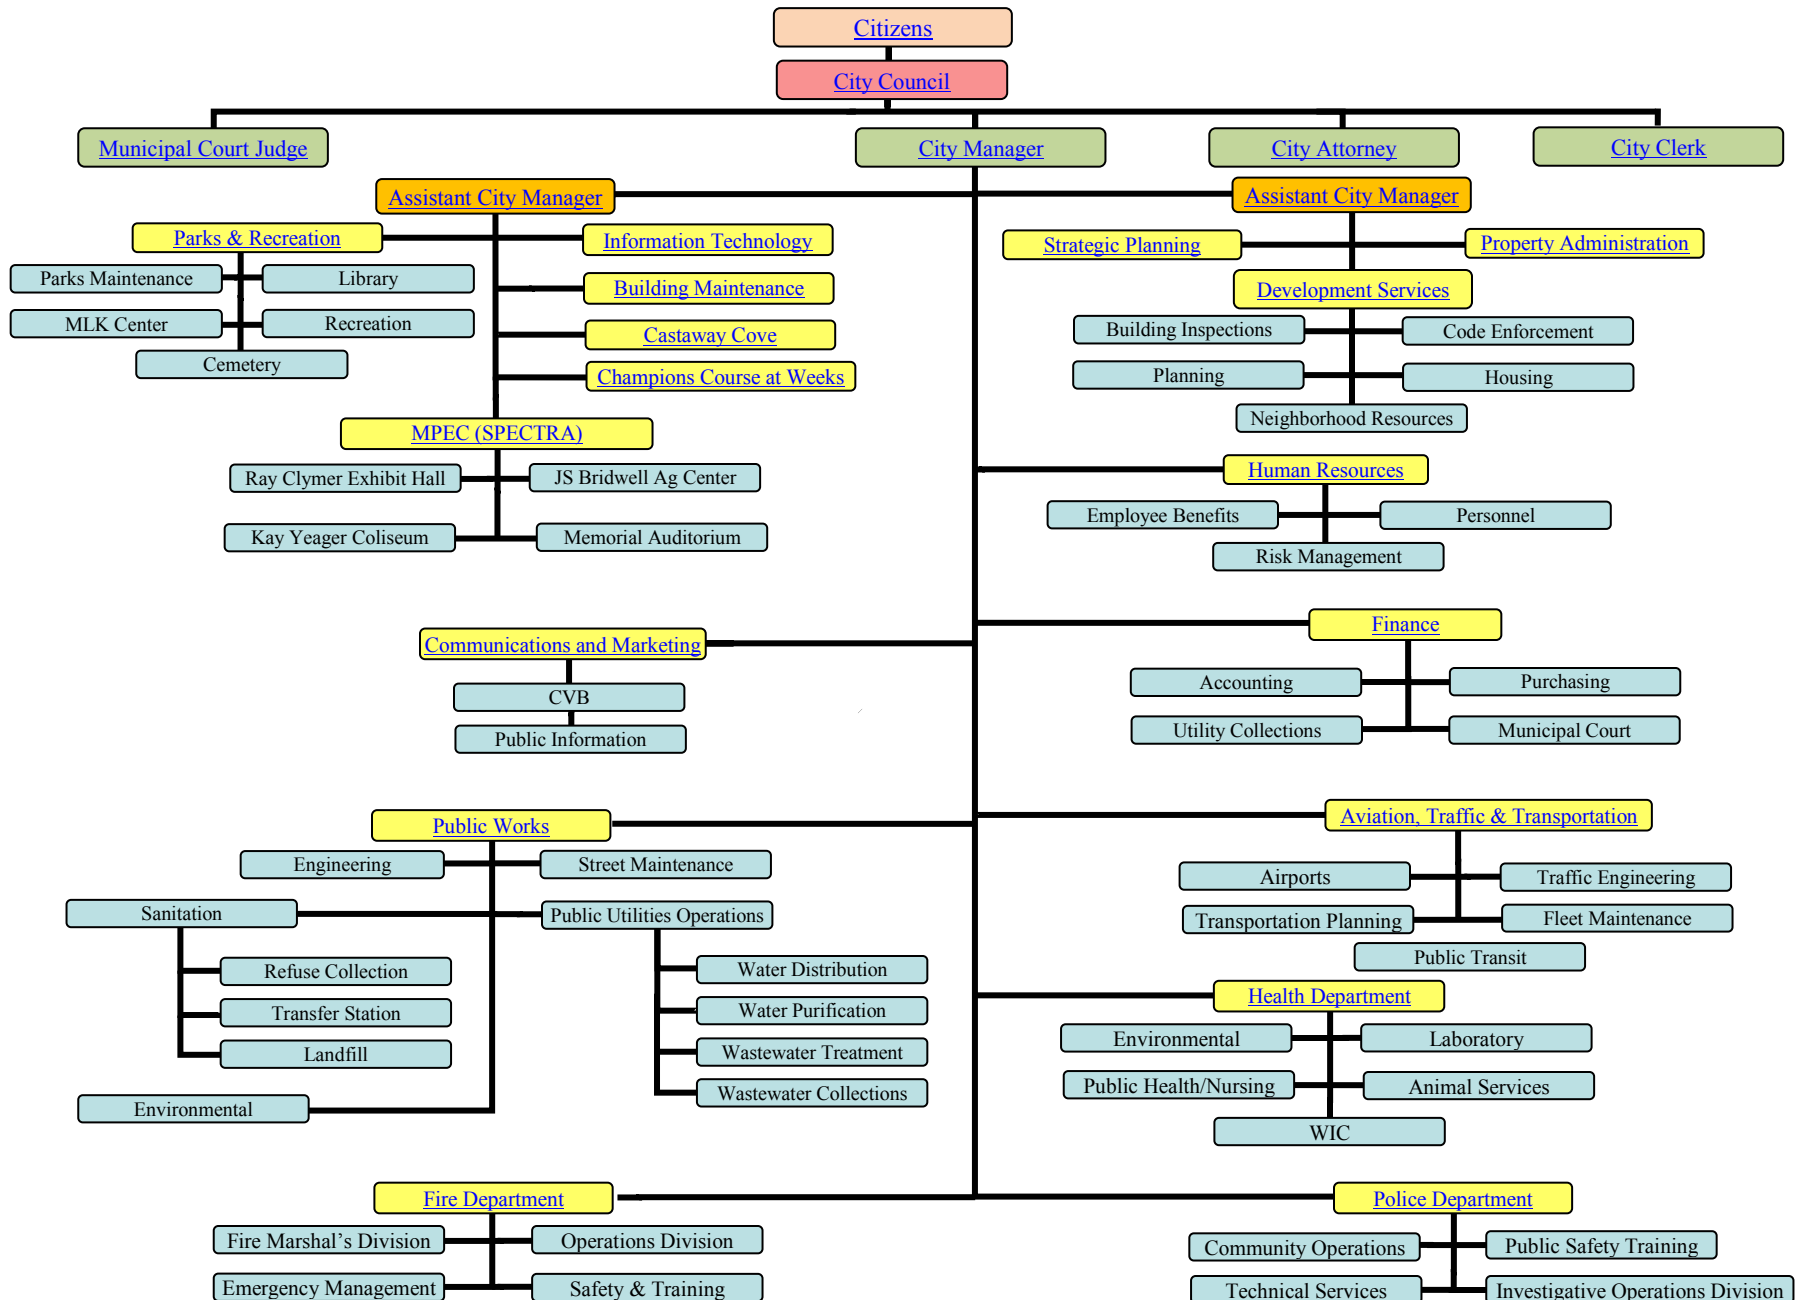 Citizens
City Council
Municipal Court Judge
City Manager
City Attorney
City Clerk
Assistant City Manager
Assistant City Manager
Parks & Recreation
Information Technology
Parks Maintenance
Library
Building Maintenance
MLK Center
Recreation
Castaway Cove
Cemetery
Champions Course at Weeks
MPEC (SPECTRA)
Ray Clymer Exhibit Hall
JS Bridwell Ag Center
Kay Yeager Coliseum
Memorial Auditorium
Strategic Planning
Property Administration
Development Services
Building Inspections
Code Enforcement
Planning
Housing
Neighborhood Resources
Human Resources
Employee Benefits
Personnel
Risk Management
Communications and Marketing
CVB
Public Information
Finance
Accounting
Purchasing
Utility Collections
Municipal Court
Public Works
Engineering
Street Maintenance
Sanitation
Public Utilities Operations
Refuse Collection
Transfer Station
Landfill
Water Distribution
Water Purification
Wastewater Treatment
Wastewater Collections
Environmental
Aviation, Traffic & Transportation
Airports
Traffic Engineering
Transportation Planning
Fleet Maintenance
Public Transit
Health Department
Environmental
Laboratory
Public Health/Nursing
Animal Services
WIC
Fire Department
Fire Marshal’s Division
Operations Division
Emergency Management
Safety & Training
Police Department
Community Operations
Public Safety Training
Technical Services
Investigative Operations Division